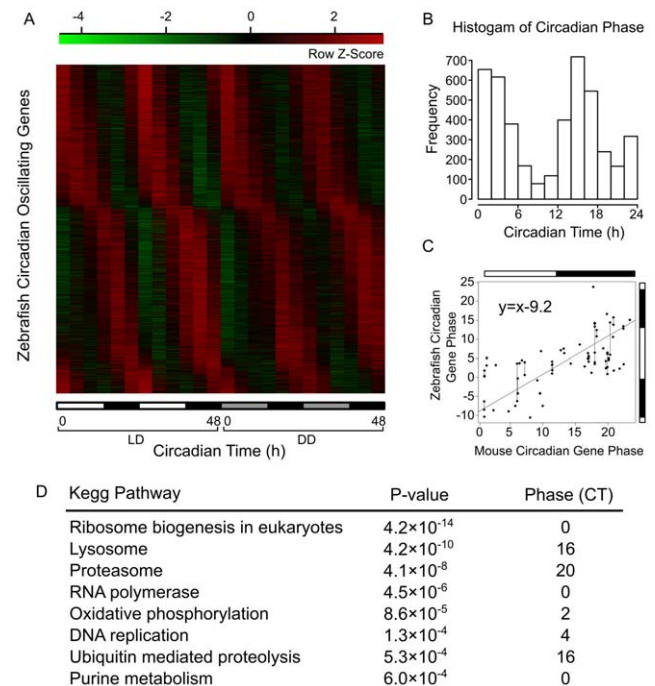 A
-4 -2 0 2
Row Z-Score
Zebrafish Circadian Oscillating Genes
0 48 0 48
LD DD
Circadian Time (h)
B
Histogam of Circadian Phase
Frequency
700
600
500
400
300
200
100
0
0 6 12 18 24
Circadian Time (h)
C
y=x-9.2
Zebrafish Circadian
Gene Phase
25
20
15
10
5
0
-5
-10
0 5 10 15 20
Mouse Circadian Gene Phase
D Kegg Pathway P-value Phase (CT)
Ribosome biogenesis in eukaryotes 4.2×10⁻¹⁴ 0
Lysosome 4.2×10⁻¹⁰ 16
Proteasome 4.1×10⁻⁸ 20
RNA polymerase 4.5×10⁻⁶ 0
Oxidative phosphorylation 8.6×10⁻⁵ 2
DNA replication 1.3×10⁻⁴ 4
Ubiquitin mediated proteolysis 5.3×10⁻⁴ 16
Purine metabolism 6.0×10⁻⁴ 0